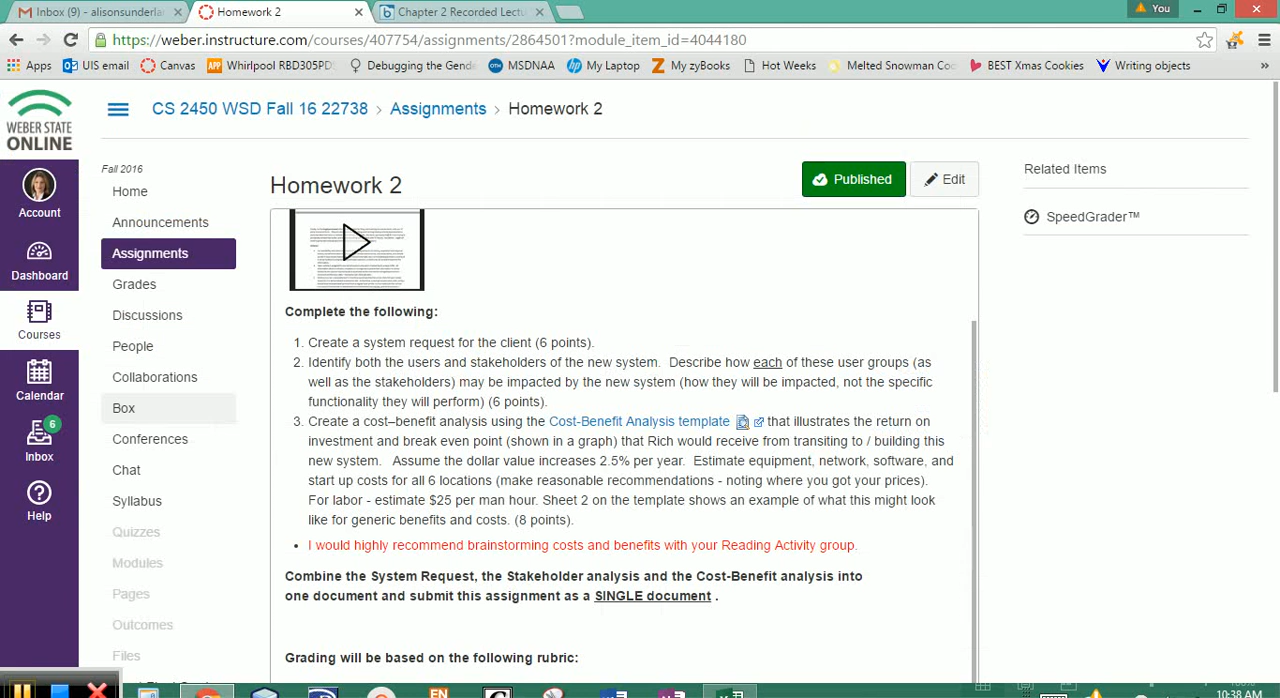 Inbox (9) - alisonsunderla
Homework 2
Chapter 2 Recorded Lectu
You
https://weber.instructure.com/courses/407754/assignments/2864501?module_item_id=4044180
Apps
UIS email
Canvas
APP
Whirlpool RBD305PD
Debugging the Gende
MSDNAA
My Laptop
My zyBooks
Hot Weeks
Melted Snowman Coo
BEST Xmas Cookies
Writing objects
»
WEBER STATE
ONLINE
CS 2450 WSD Fall 16 22738 > Assignments > Homework 2
Account
Dashboard
Courses
Calendar
6
Inbox
Help
Fall 2016
Home
Announcements
Assignments
Grades
Discussions
People
Collaborations
Box
Conferences
Chat
Syllabus
Quizzes
Modules
Pages
Outcomes
Files
Homework 2
Published
Edit
Related Items
SpeedGrader™
Complete the following:
1. Create a system request for the client (6 points).
2. Identify both the users and stakeholders of the new system. Describe how each of these user groups (as
well as the stakeholders) may be impacted by the new system (how they will be impacted, not the specific
functionality they will perform) (6 points).
3. Create a cost–benefit analysis using the Cost-Benefit Analysis template that illustrates the return on
investment and break even point (shown in a graph) that Rich would receive from transiting to / building this
new system. Assume the dollar value increases 2.5% per year. Estimate equipment, network, software, and
start up costs for all 6 locations (make reasonable recommendations - noting where you got your prices).
For labor - estimate $25 per man hour. Sheet 2 on the template shows an example of what this might look
like for generic benefits and costs. (8 points).
• I would highly recommend brainstorming costs and benefits with your Reading Activity group.
Combine the System Request, the Stakeholder analysis and the Cost-Benefit analysis into
one document and submit this assignment as a SINGLE document .
Grading will be based on the following rubric:
EN
10:38 AM